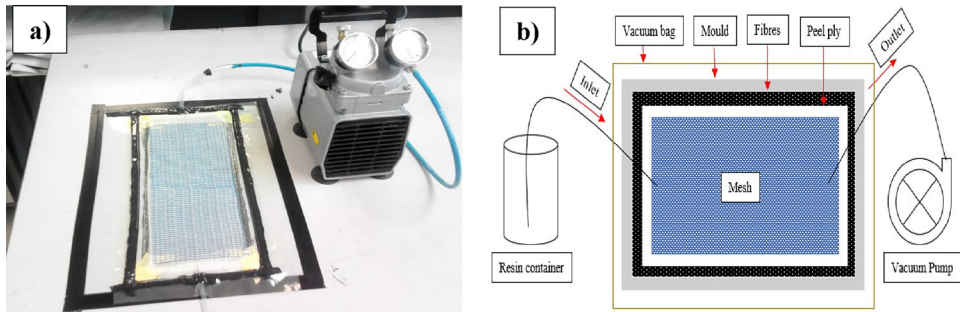 a)
b)
Vacuum bag
Mould
Fibres
Peel ply
Outlet
Inlet
Mesh
Resin container
Vacuum Pump